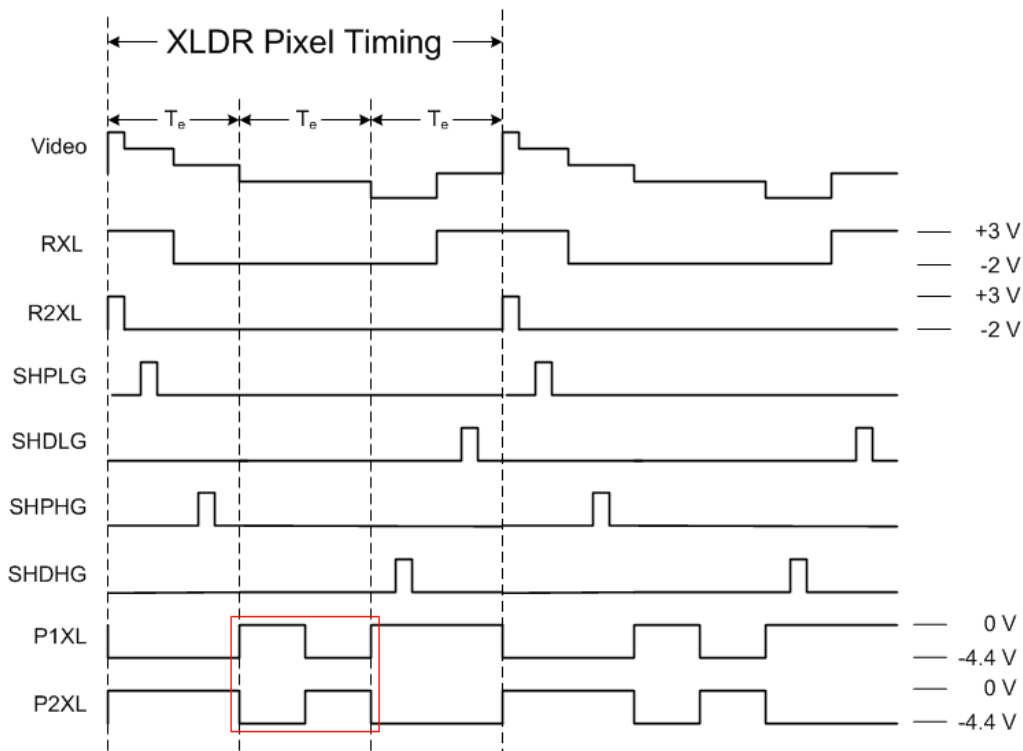 XLDR Pixel Timing
Te Te Te
Video
RXL +3 V
-2 V
R2XL +3 V
-2 V
SHPLG
SHDLG
SHPHG
SHDHG
P1XL 0 V
-4.4 V
P2XL 0 V
-4.4 V